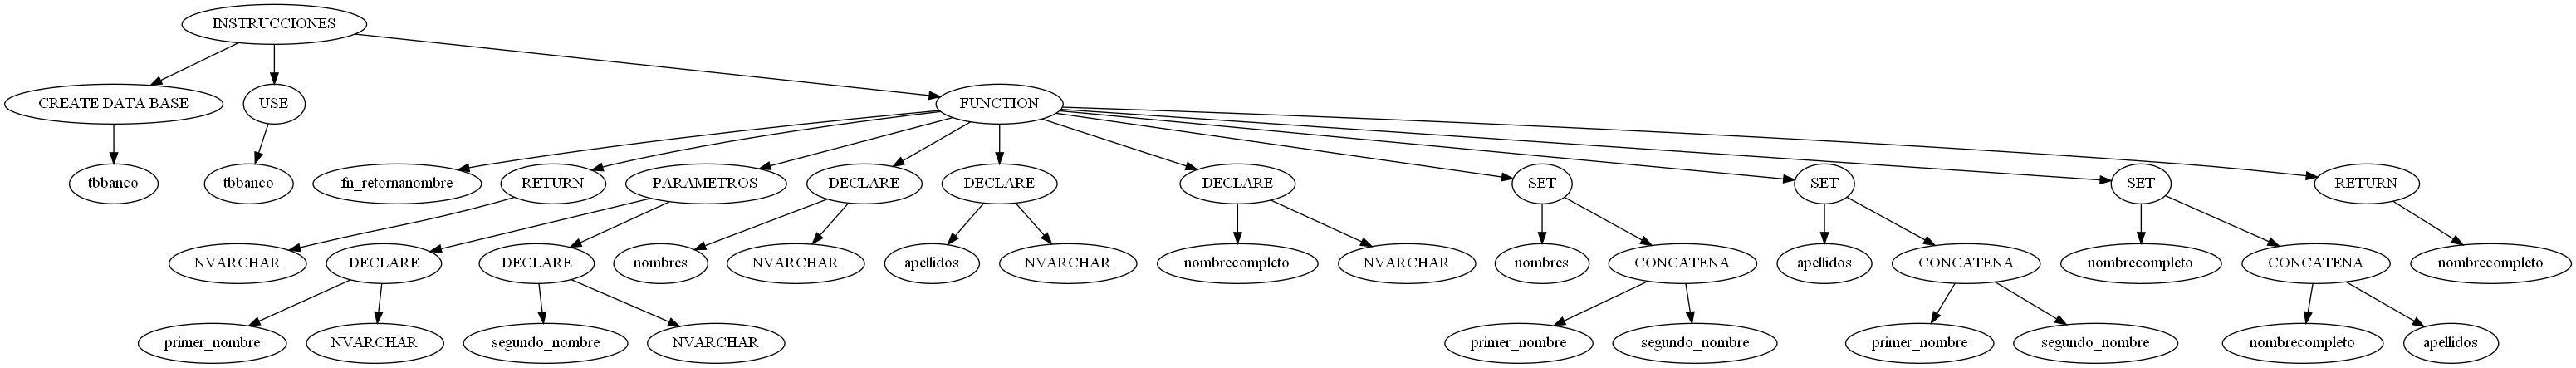 INSTRUCCIONES
CREATE DATA BASE
USE
FUNCTION
tbbanco
tbbanco
fn_retornanombre
RETURN
PARAMETROS
DECLARE
DECLARE
DECLARE
SET
SET
SET
RETURN
NVARCHAR
DECLARE
DECLARE
nombres
NVARCHAR
apellidos
NVARCHAR
nombrecompleto
NVARCHAR
nombres
CONCATENA
apellidos
CONCATENA
nombrecompleto
CONCATENA
nombrecompleto
primer_nombre
NVARCHAR
segundo_nombre
NVARCHAR
primer_nombre
segundo_nombre
primer_nombre
segundo_nombre
nombrecompleto
apellidos